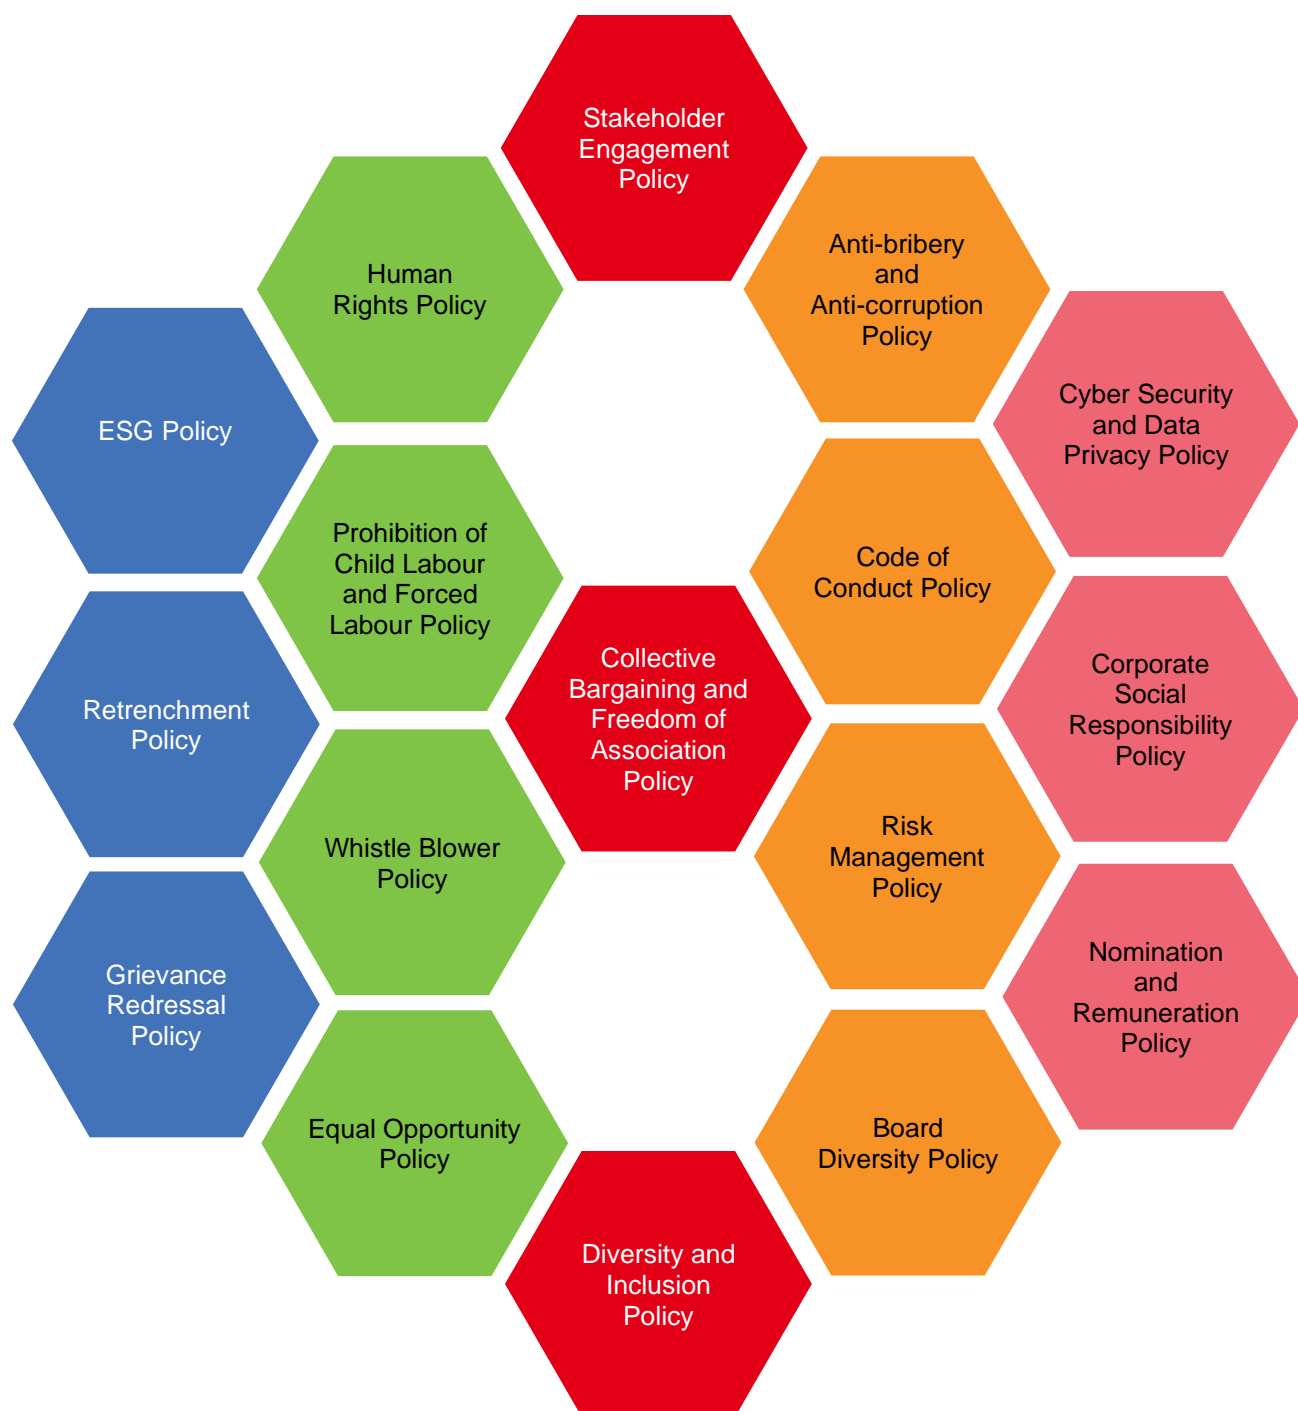 Stakeholder
Engagement
Policy
Human
Rights Policy
Anti-bribery
and
Anti-corruption
Policy
ESG Policy
Cyber Security
and Data
Privacy Policy
Prohibition of
Child Labour
and Forced
Labour Policy
Code of
Conduct Policy
Collective
Bargaining and
Freedom of
Association
Policy
Retrenchment
Policy
Corporate
Social
Responsibility
Policy
Whistle Blower
Policy
Risk
Management
Policy
Grievance
Redressal
Policy
Nomination
and
Remuneration
Policy
Equal Opportunity
Policy
Board
Diversity Policy
Diversity and
Inclusion
Policy